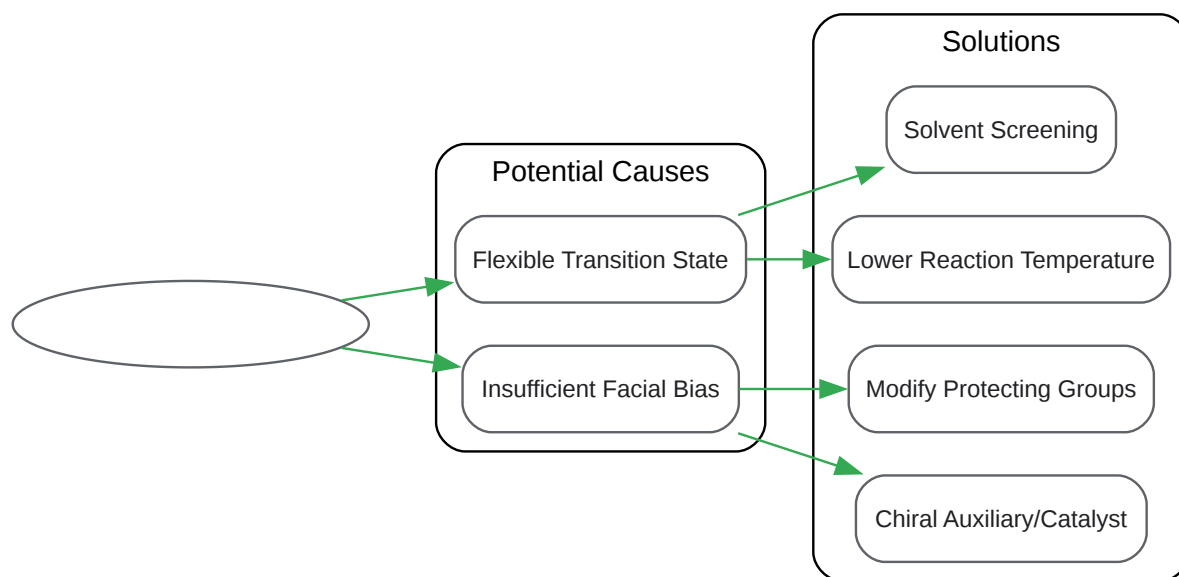 Potential Causes
Flexible Transition State
Insufficient Facial Bias
Solutions
Solvent Screening
Lower Reaction Temperature
Modify Protecting Groups
Chiral Auxiliary/Catalyst